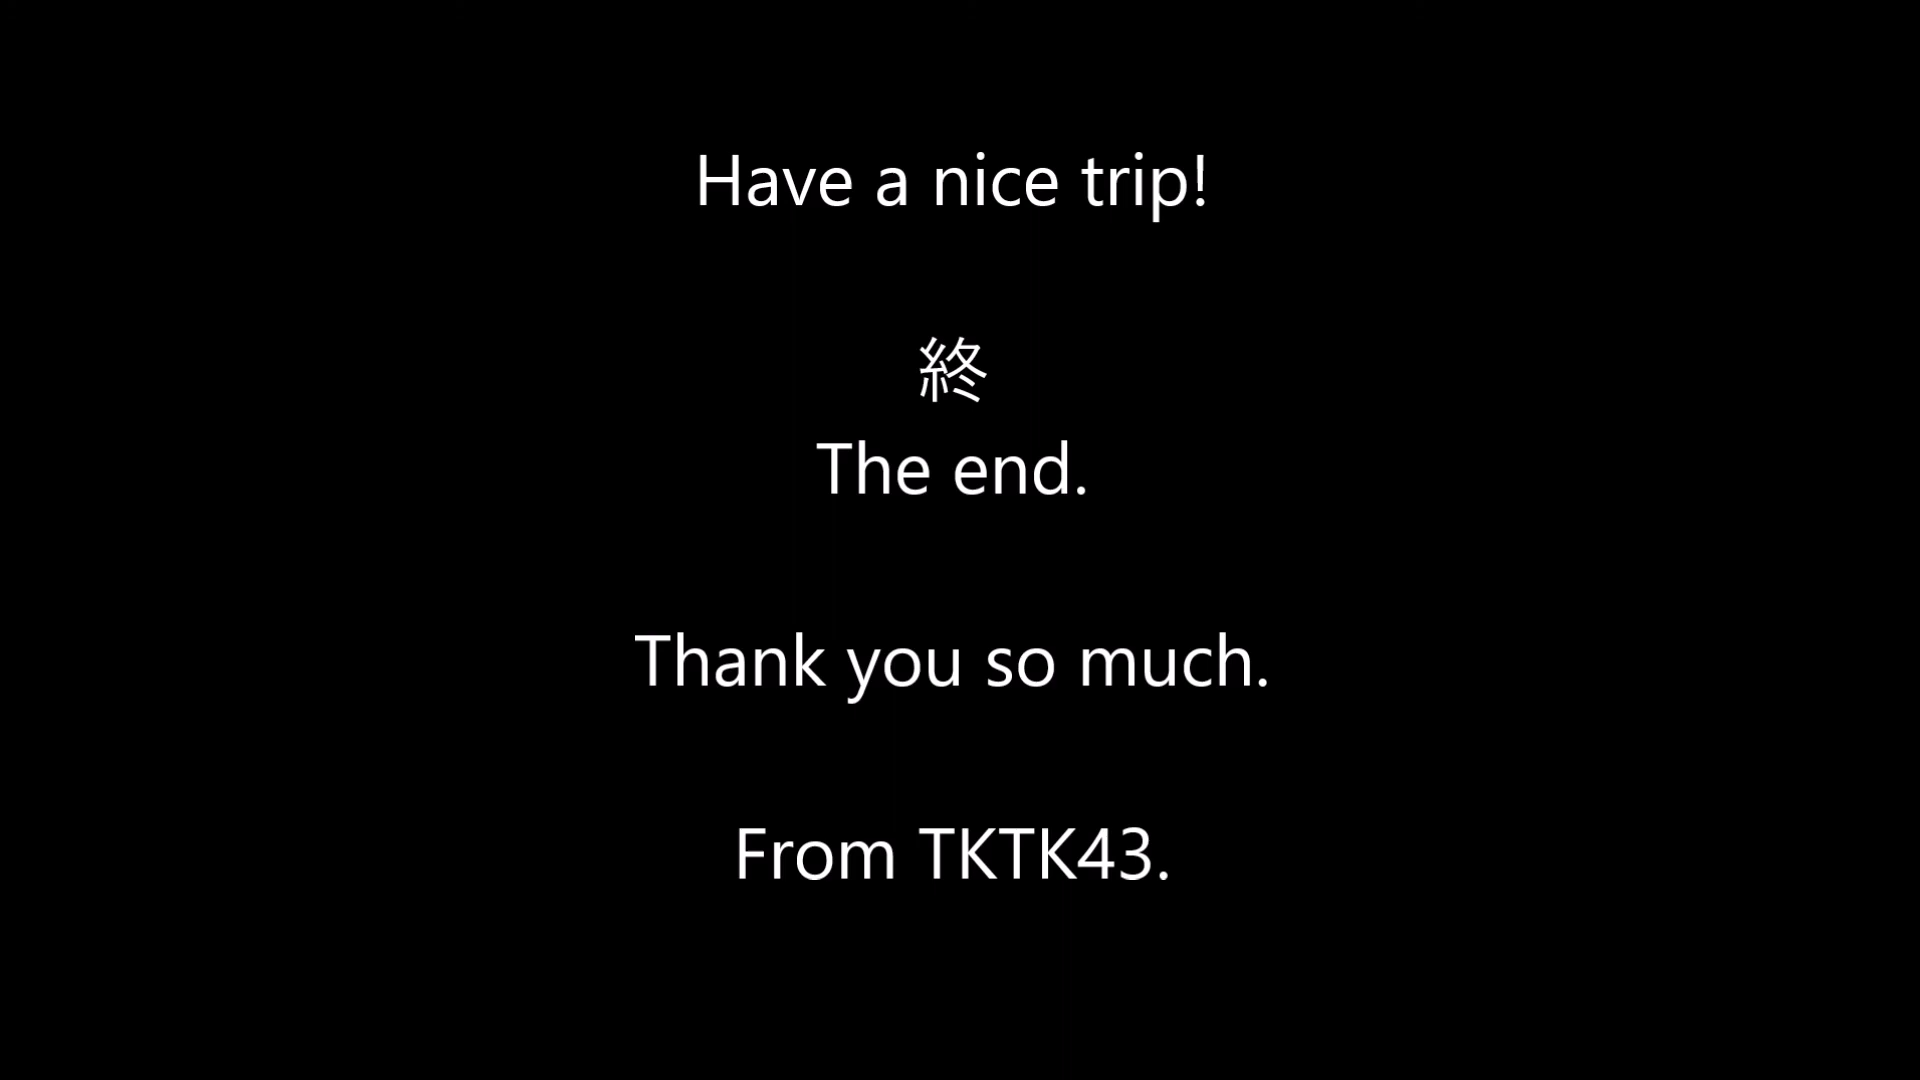 Have a nice trip!
終
The end.
Thank you so much.
From TKTK43.